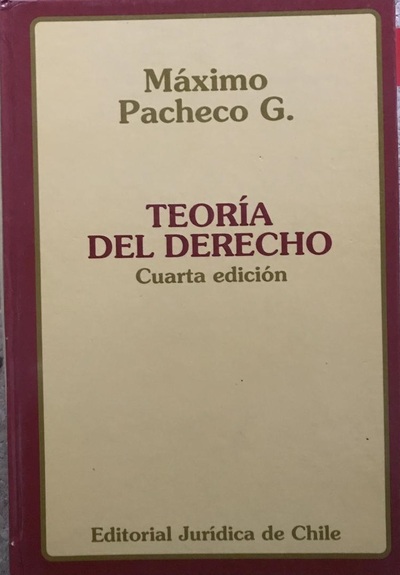 Máximo
Pacheco G.
TEORÍA
DEL DERECHO
Cuarta edición
Editorial Jurídica de Chile